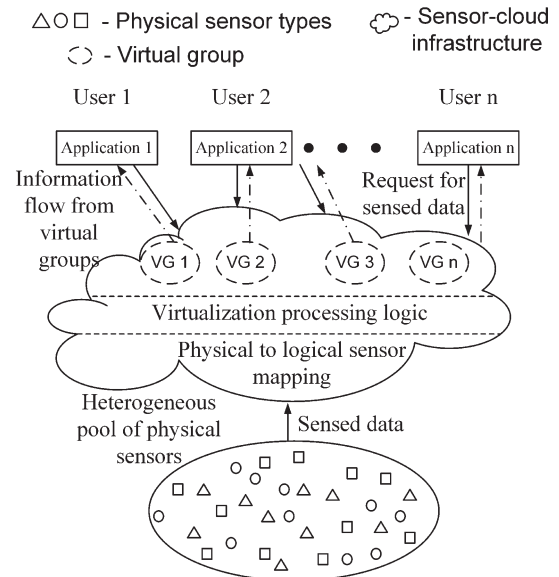 - Physical sensor types
- Sensor-cloud
infrastructure
- Virtual group
User 1
User 2
User n
Application 1
Application 2
Application n
Information
flow from
virtual
groups
Request for
sensed data
VG 1
VG 2
VG 3
VG n
Virtualization processing logic
Physical to logical sensor
mapping
Heterogeneous
pool of physical
sensors
Sensed data